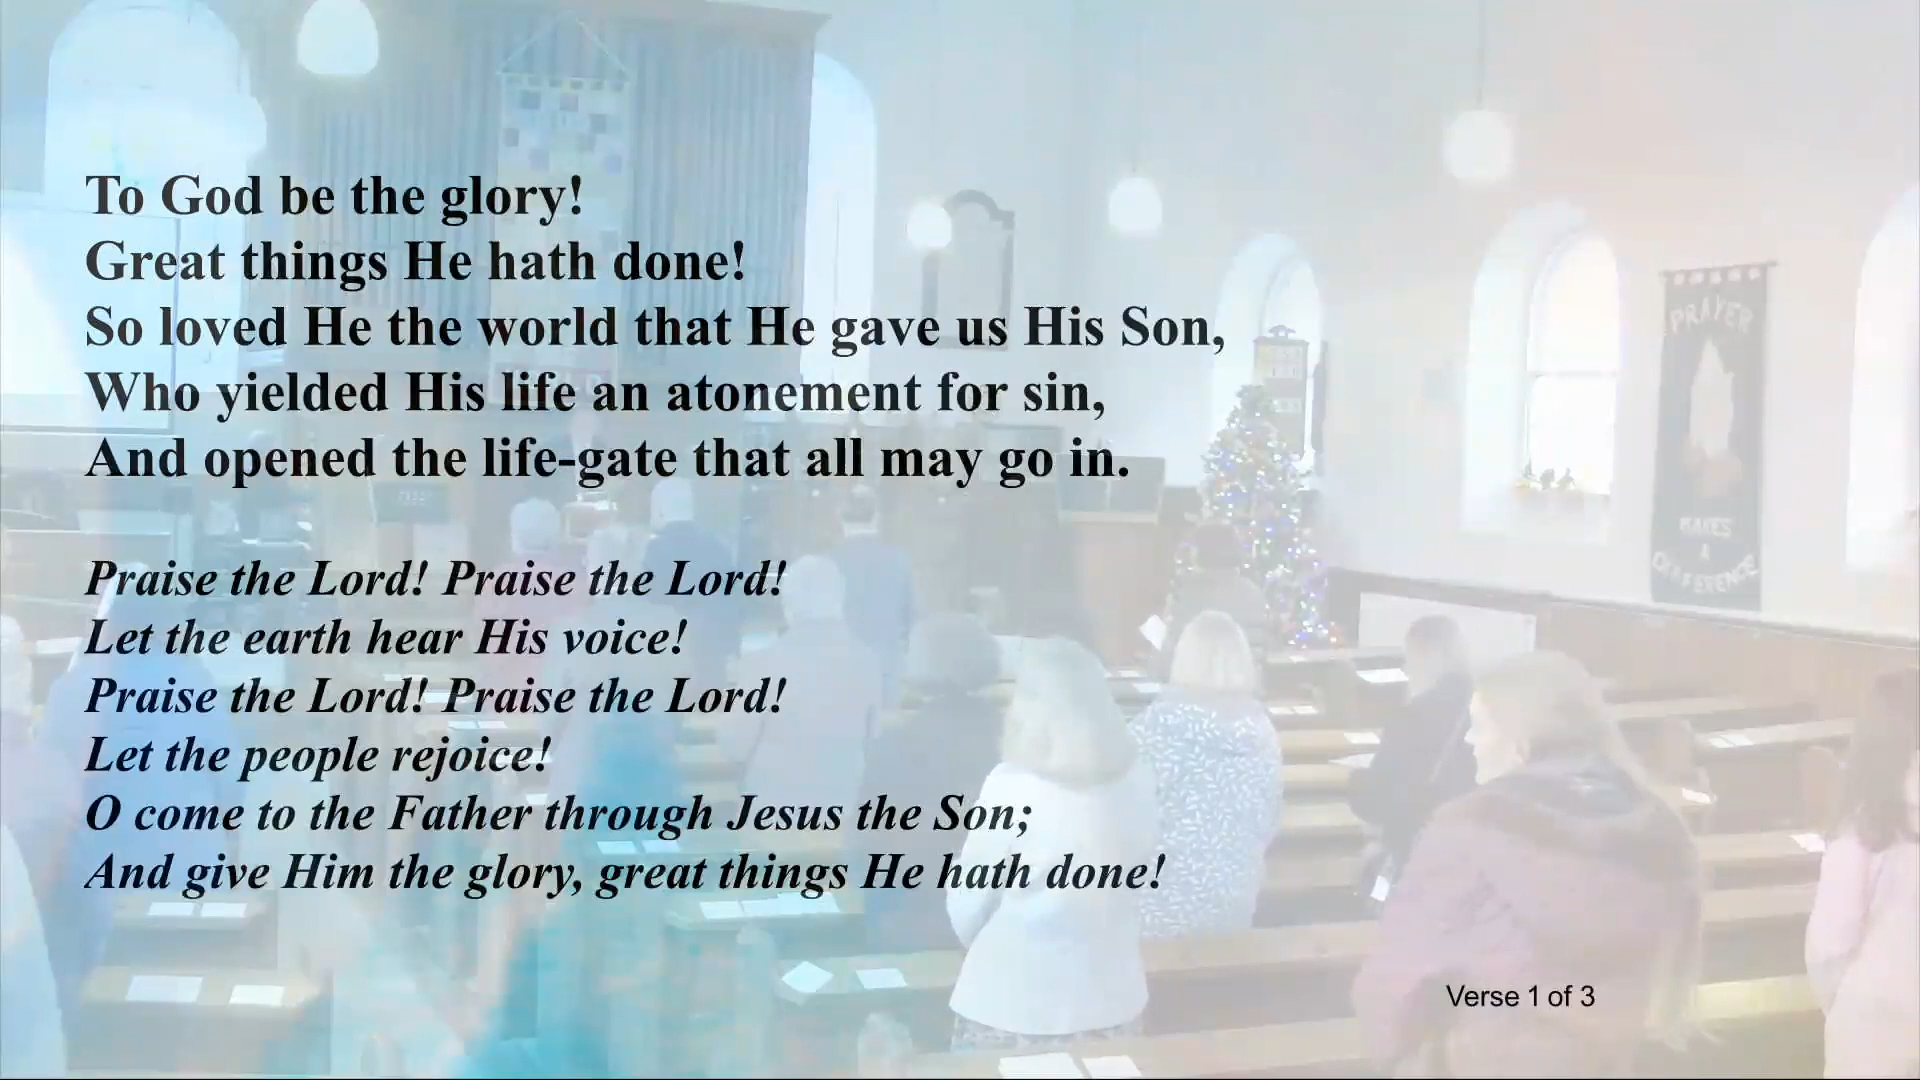 To God be the glory!
Great things He hath done!
So loved He the world that He gave us His Son,
Who yielded His life an atonement for sin,
And opened the life-gate that all may go in.
Praise the Lord! Praise the Lord!
Let the earth hear His voice!
Praise the Lord! Praise the Lord!
Let the people rejoice!
O come to the Father through Jesus the Son;
And give Him the glory, great things He hath done!
PRAYER
MAKES
A
DIFFERENCE
Verse 1 of 3